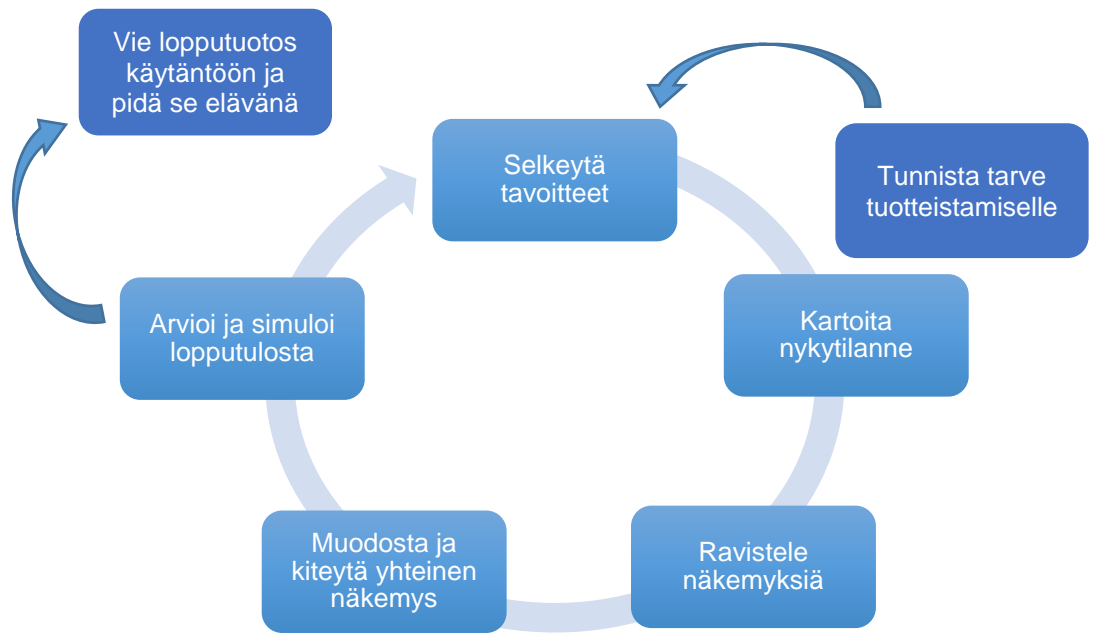 Vie lopputuotos
käytäntöön ja
pidä se elävänä
Selkeytä
tavoitteet
Tunnista tarve
tuotteistamiselle
Arvioi ja simuloi
lopputulosta
Kartoita
nykytilanne
Muodosta ja
kiteytä yhteinen
näkemys
Ravistele
näkemyksiä